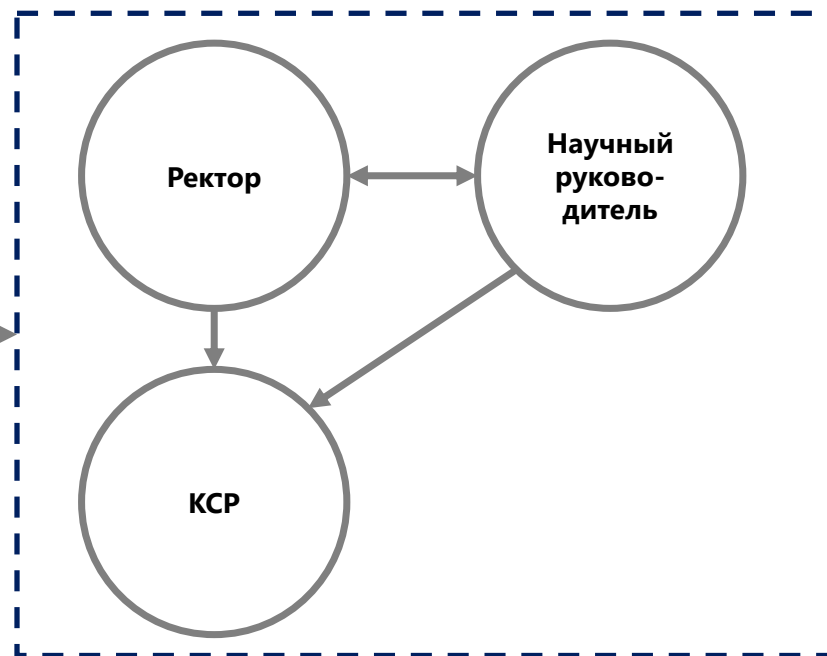 Ректор
Научный
руково-
дитель
КСР